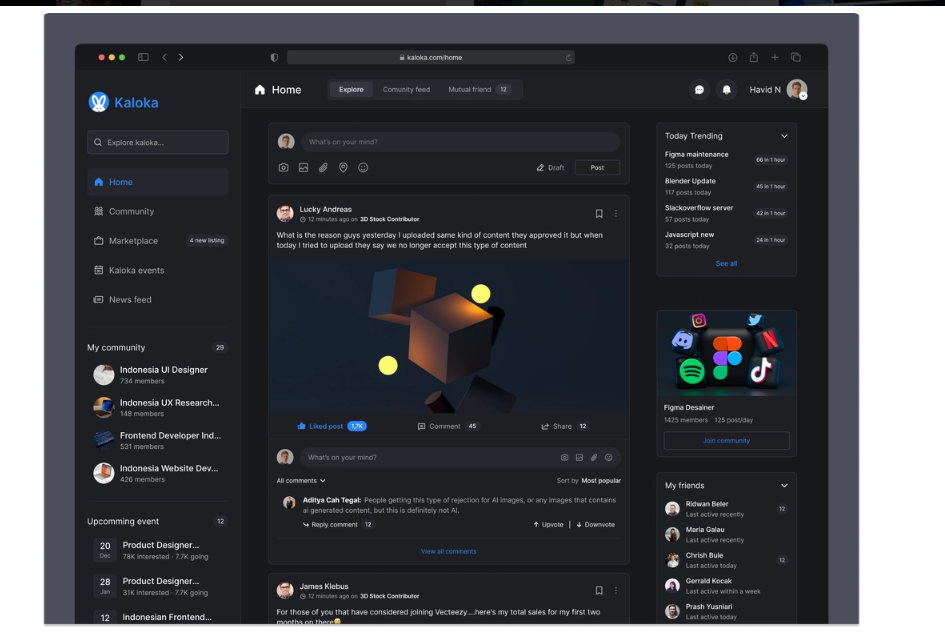 kaloka.com/home
Kaloka
Explore kaloka...
Home
Community
Marketplace
4 new listing
Kaloka events
News feed
My community
29
Indonesia UI Designer
734 members
Indonesia UX Research...
148 members
Frontend Developer Ind...
531 members
Indonesia Website Dev...
426 members
Upcomming event
12
20
Dec
Product Designer...
78K interested · 7.7K going
28
Jan
Product Designer...
31K interested · 7.7K going
12
Indonesian Frontend...
Home
Explore
Comunity feed
Mutual friend
12
Havid N
What's on your mind?
Draft
Post
Lucky Andreas
12 minutes ago on 3D Stock Contributor
What is the reason guys yesterday I uploaded same kind of content they approved it but when
today I tried to upload they say we no longer accept this type of content
Liked post
1,7K
Comment
45
Share
12
What's on your mind?
All comments
Sort by Most popular
Aditya Cah Tegal: People getting this type of rejection for AI images, or any images that contains
ai generated content, but this is definitely not AI.
Reply comment
12
Upvote
Downvote
View all comments
James Klebus
12 minutes ago on 3D Stock Contributor
For those of you that have considered joining Vecteezy....here's my total sales for my first two
months on there
Today Trending
Figma maintenance
125 posts today
66 in 1 hour
Blender Update
117 posts today
45 in 1 hour
Slackoverflow server
57 posts today
42 in 1 hour
Javascript new
32 posts today
24 in 1 hour
See all
Figma Desainer
1425 members
125 post/day
Join community
My friends
Ridwan Beler
Last active recently
12
Maria Galau
Last active recently
Chrish Bule
Last active today
12
Gerrald Kocak
Last active within a week
Prash Yusniari
Last active today